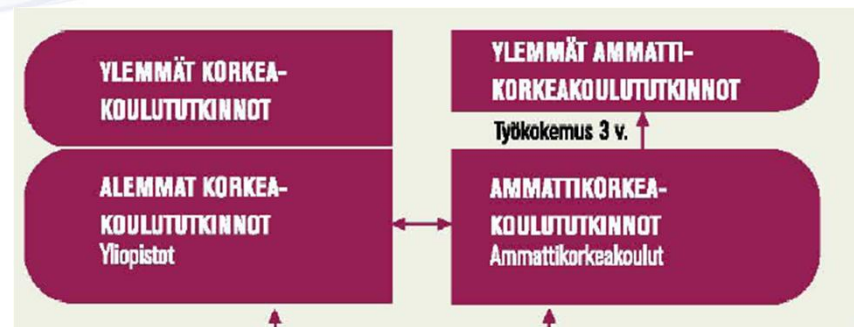 YLEMMÄT KORKEA-
KOULUTUTKINNOT
YLEMMÄT AMMATTI-
KORKEAKOULUTUTKINNOT
Työkokemus 3 v.
ALEMMAT KORKEA-
KOULUTUTKINNOT
Yliopistot
AMMATTIKORKEA-
KOULUTUTKINNOT
Ammattikorkeakoulut